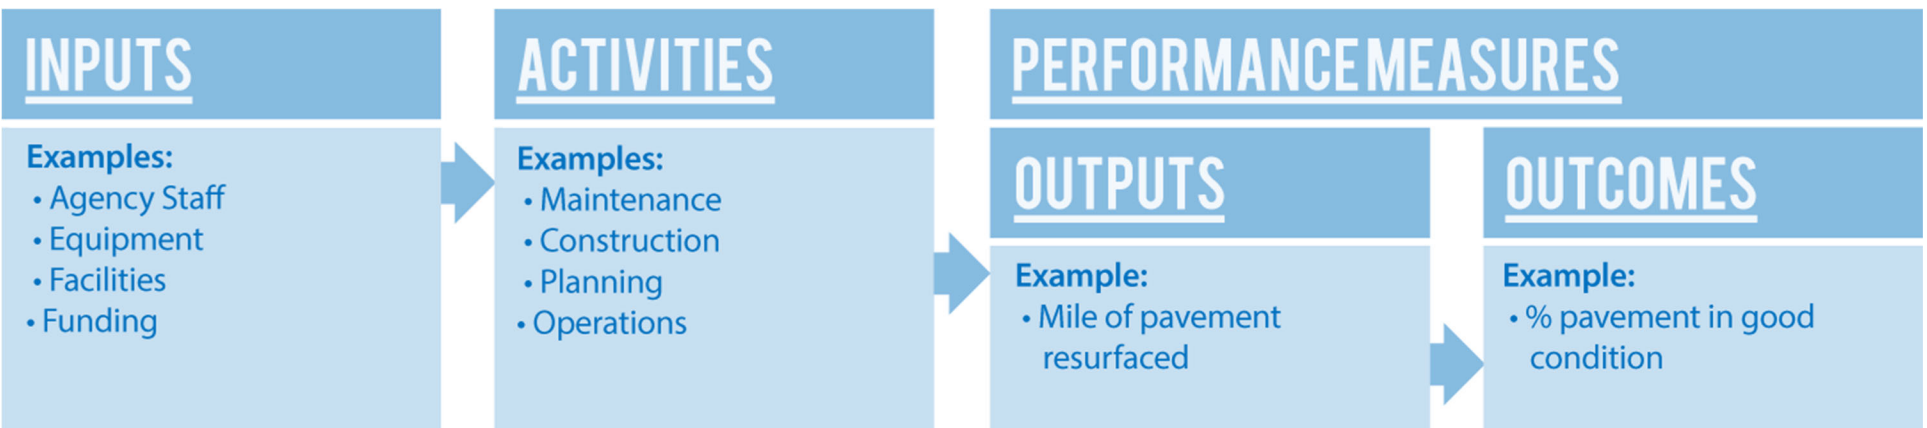 INPUTS
Examples:
• Agency Staff
• Equipment
• Facilities
• Funding
ACTIVITIES
Examples:
• Maintenance
• Construction
• Planning
• Operations
PERFORMANCE MEASURES
OUTPUTS
Example:
• Mile of pavement
resurfaced
OUTCOMES
Example:
• % pavement in good
condition